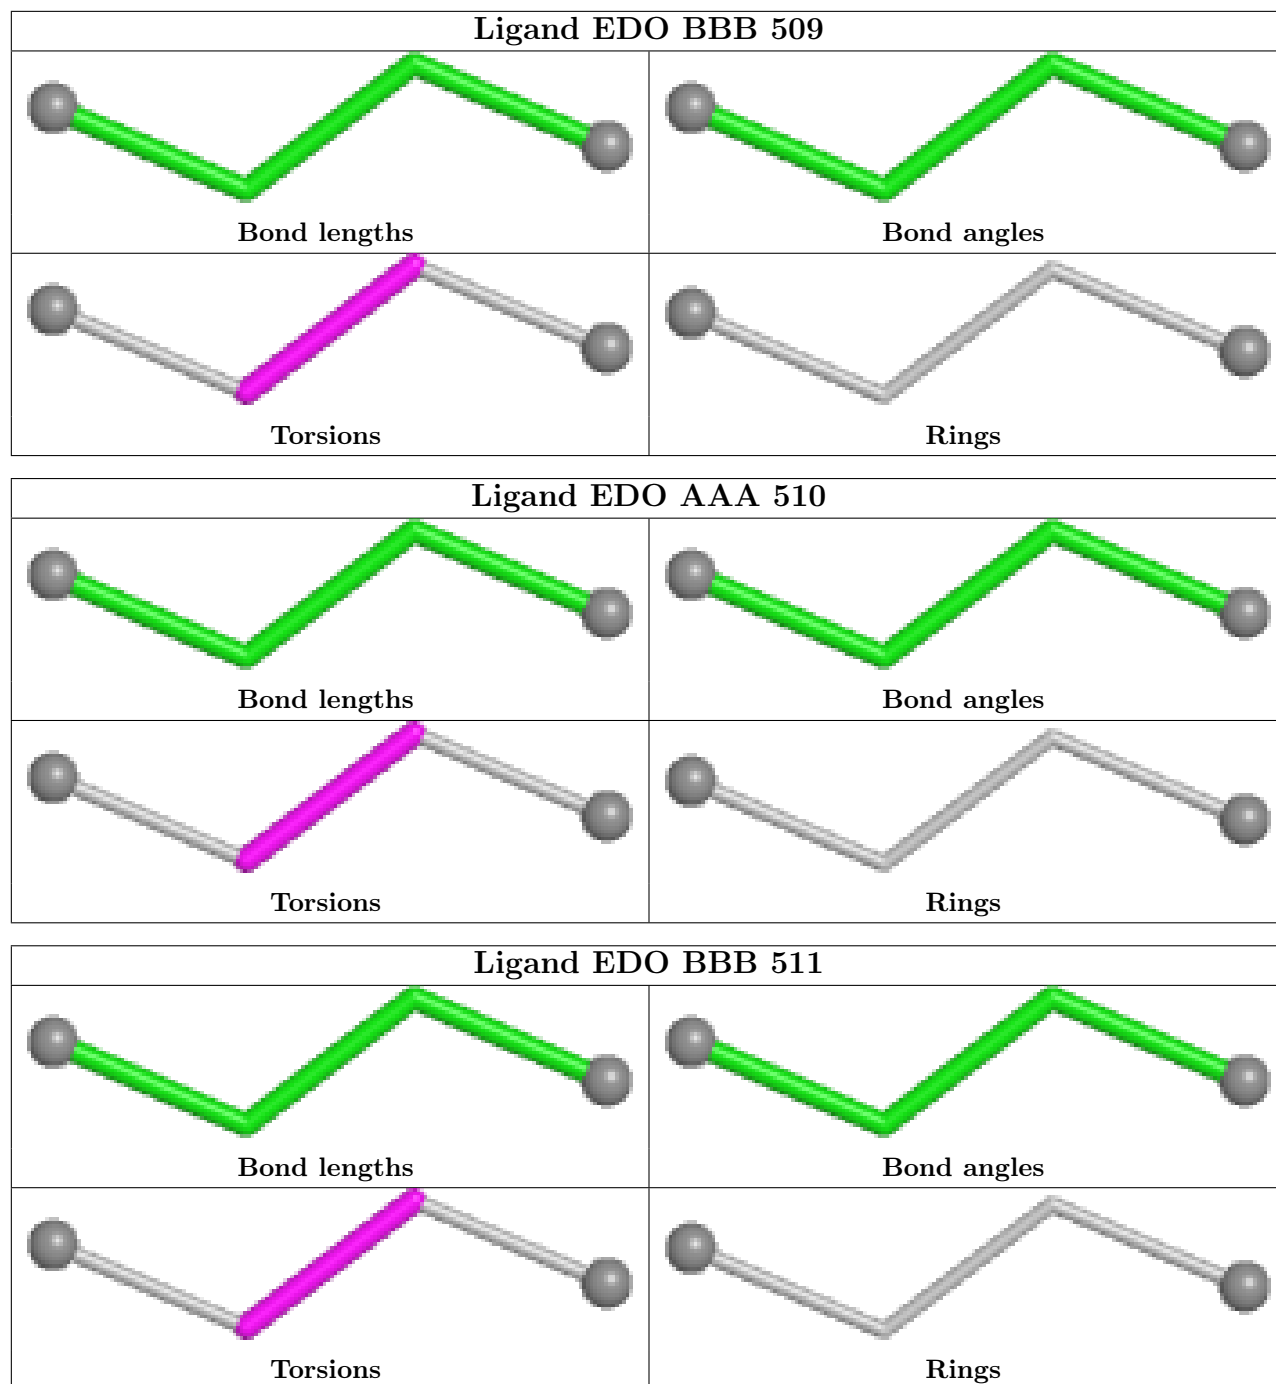 Ligand EDO BBB 509
Bond lengths Bond angles
Torsions Rings
Ligand EDO AAA 510
Bond lengths Bond angles
Torsions Rings
Ligand EDO BBB 511
Bond lengths Bond angles
Torsions Rings